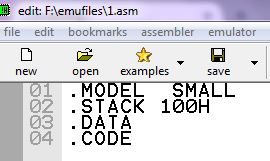 edit: F:\emufiles\1.asm
file edit bookmarks assembler emulator
new open examples save
01 .MODEL SMALL
02 .STACK 100H
03 .DATA
04 .CODE